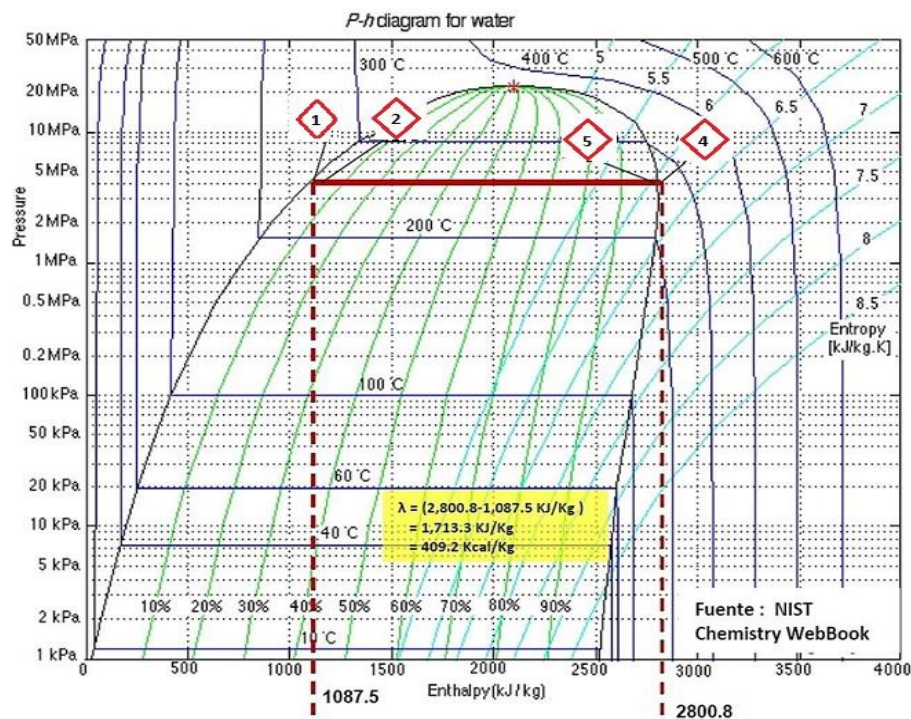 P-h diagram for water
50 MPa
20 MPa
10 MPa
5 MPa
2 MPa
1 MPa
0.5 MPa
0.2 MPa
100 kPa
50 kPa
20 kPa
10 kPa
5 kPa
2 kPa
1 kPa
Pressure
300 °C
400 °C
5
500 °C
600 °C
5.5
6
6.5
7
7.5
8
8.5
1
2
5
4
200 °C
Entropy
[kJ/kg.K]
100 °C
60 °C
λ = (2,800.8-1,087.5 KJ/Kg )
= 1,713.3 KJ/Kg
= 409.2 Kcal/Kg
40 °C
10% 20% 30% 40% 50% 60% 70% 80% 90%
Fuente : NIST
Chemistry WebBook
10 °C
0 500 1000 1500 2000 2500 3000 3500 4000
Enthalpy [kJ / kg]
1087.5
2800.8